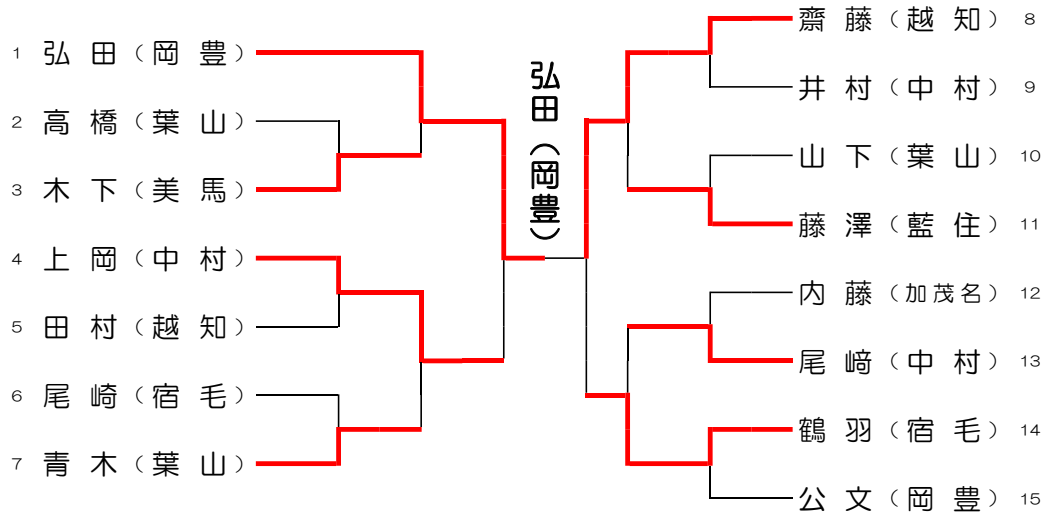 1 弘 田 ( 岡 豊 )
2 高 橋 ( 葉 山 )
3 木 下 ( 美 馬 )
4 上 岡 ( 中 村 )
5 田 村 ( 越 知 )
6 尾 崎 ( 宿 毛 )
7 青 木 ( 葉 山 )
弘田(岡豊)
齋 藤 ( 越 知 ) 8
井 村 ( 中 村 ) 9
山 下 ( 葉 山 ) 10
藤 澤 ( 藍 住 ) 11
内 藤 ( 加茂名 ) 12
尾 﨑 ( 中 村 ) 13
鶴 羽 ( 宿 毛 ) 14
公 文 ( 岡 豊 ) 15